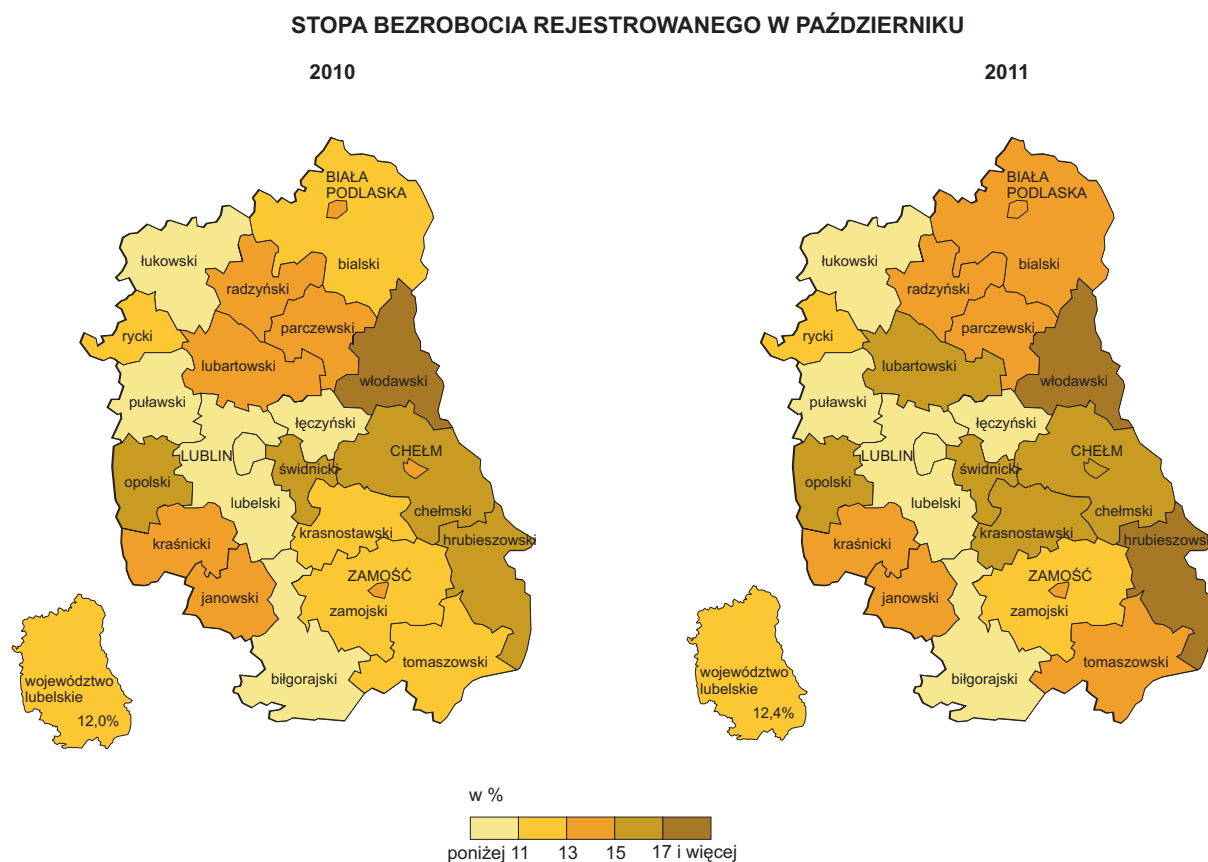 STOPA BEZROBOCIA REJESTROWANEGO W PAŹDZIERNIKU
2010
BIAŁA
PODLASKA
łukowski
bialski
radzyński
rycki
parczewski
lubartowski
włodawski
puławski
łęczyński
LUBLIN
CHEŁM
świdnicki
opolski
lubelski
chełmski
krasnostawski
hrubieszowski
kraśnicki
ZAMOŚĆ
janowski
zamojski
tomaszowski
biłgorajski
województwo
lubelskie
12,0%
2011
BIAŁA
PODLASKA
łukowski
bialski
radzyński
rycki
parczewski
lubartowski
włodawski
puławski
łęczyński
LUBLIN
CHEŁM
świdnicki
opolski
lubelski
chełmski
krasnostawski
hrubieszowski
kraśnicki
ZAMOŚĆ
janowski
zamojski
tomaszowski
biłgorajski
województwo
lubelskie
12,4%
w %
poniżej 11 13 15 17 i więcej